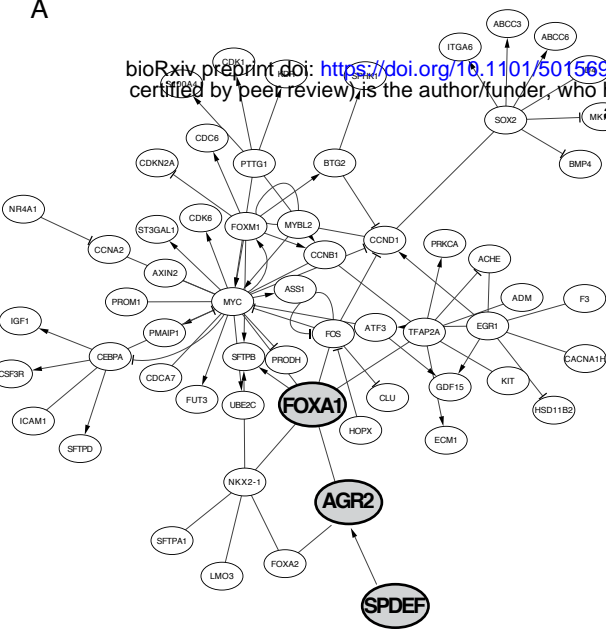 A
ABCC3
ITGA6
ABCC6
CDK1
bioRxiv preprint doi: https://doi.org/10.1101/501569
certified by peer review) is the author/funder, who h
S100A4
SPHK1
SOX2
CDC6
BMP4
CDKN2A
PTTG1
BTG2
NR4A1
ST3GAL1
CDK6
FOXM1
MYBL2
CCND1
PRKCA
CCNA2
CCNB1
ACHE
AXIN2
ASS1
PROM1
MYC
ADM
F3
IGF1
PMAIP1
FOS
ATF3
TFAP2A
EGR1
CEBPA
SFTPB
PRODH
CACNA1H
CSF3R
CDCA7
GDF15
KIT
FUT3
UBE2C
FOXA1
CLU
HSD11B2
ICAM1
HOPX
ECM1
SFTPD
NKX2-1
AGR2
SFTPA1
LMO3
FOXA2
SPDEF